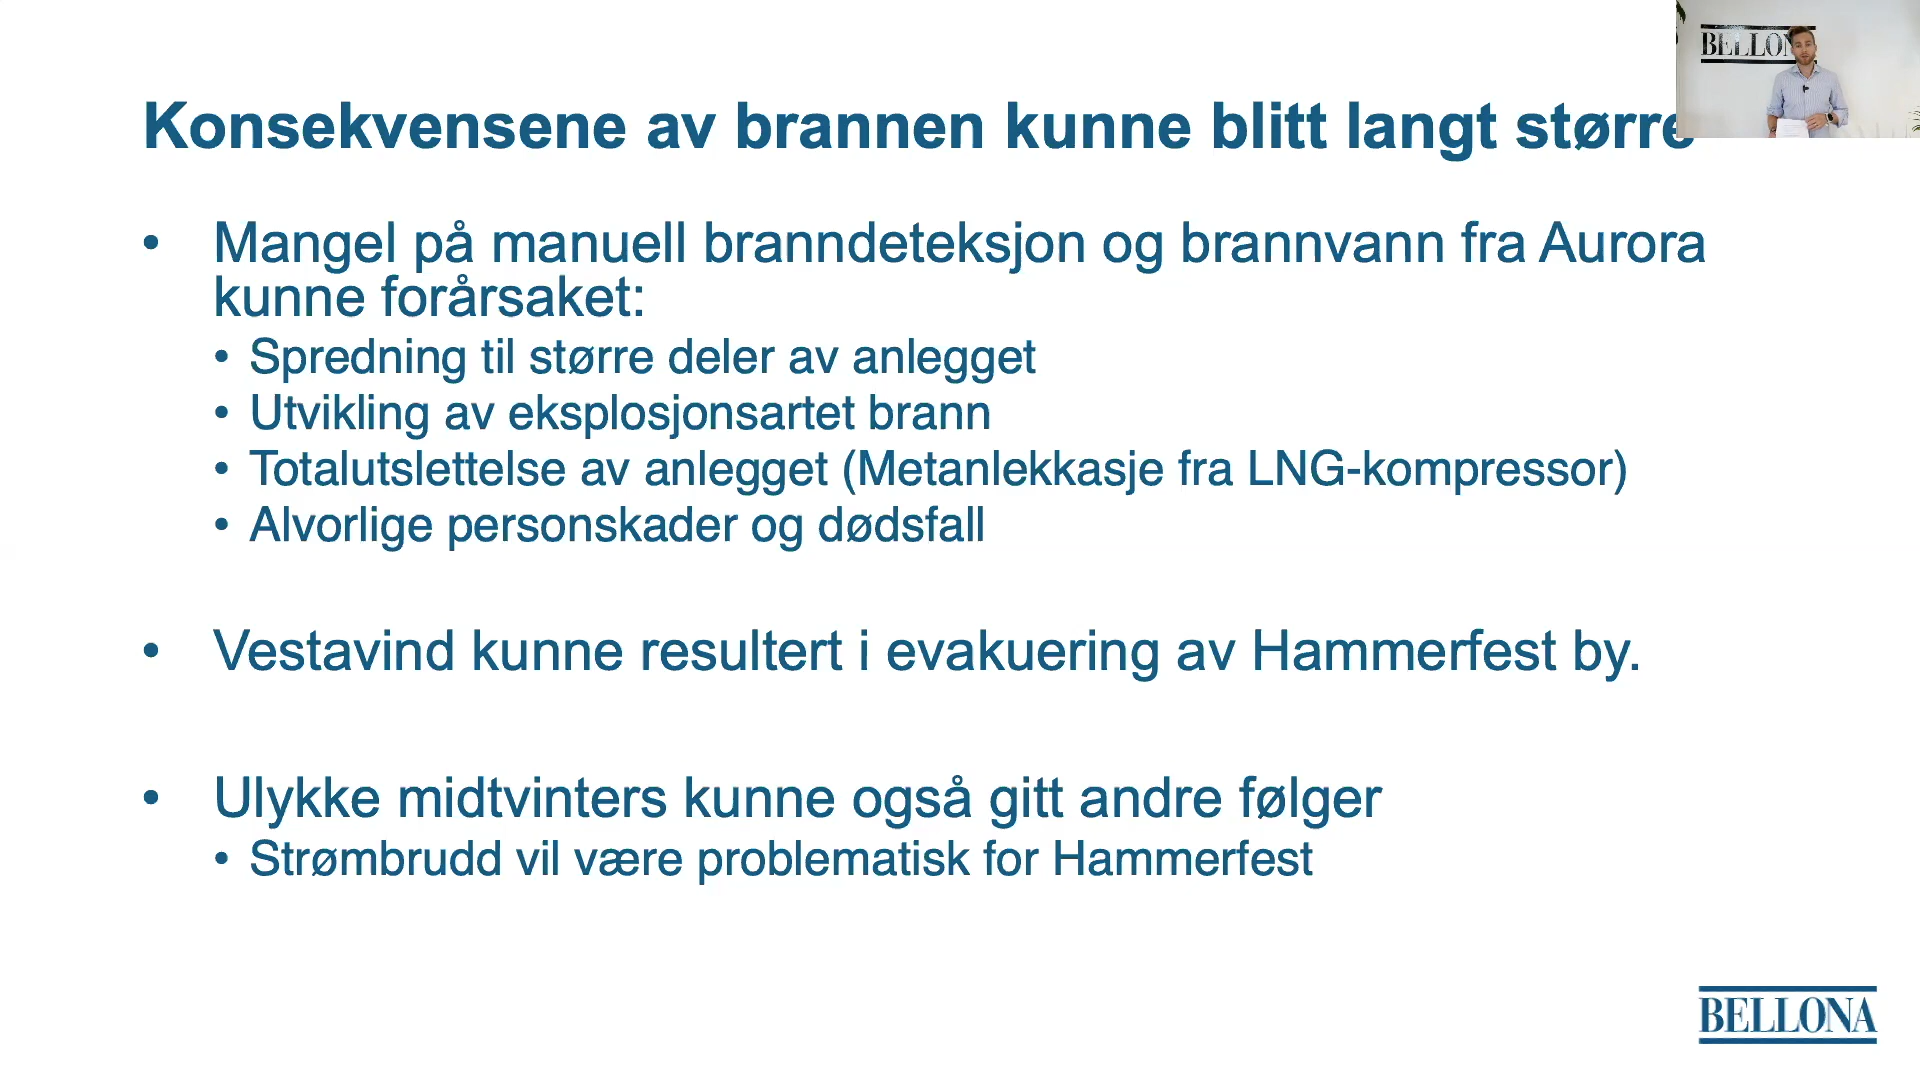 BELLON
Konsekvensene av brannen kunne blitt langt større
• Mangel på manuell branndeteksjon og brannvann fra Aurora
kunne forårsaket:
• Spredning til større deler av anlegget
• Utvikling av eksplosjonsartet brann
• Totalutslettelse av anlegget (Metanlekkasje fra LNG-kompressor)
• Alvorlige personskader og dødsfall
• Vestavind kunne resultert i evakuering av Hammerfest by.
• Ulykke midtvinters kunne også gitt andre følger
• Strømbrudd vil være problematisk for Hammerfest
BELLONA